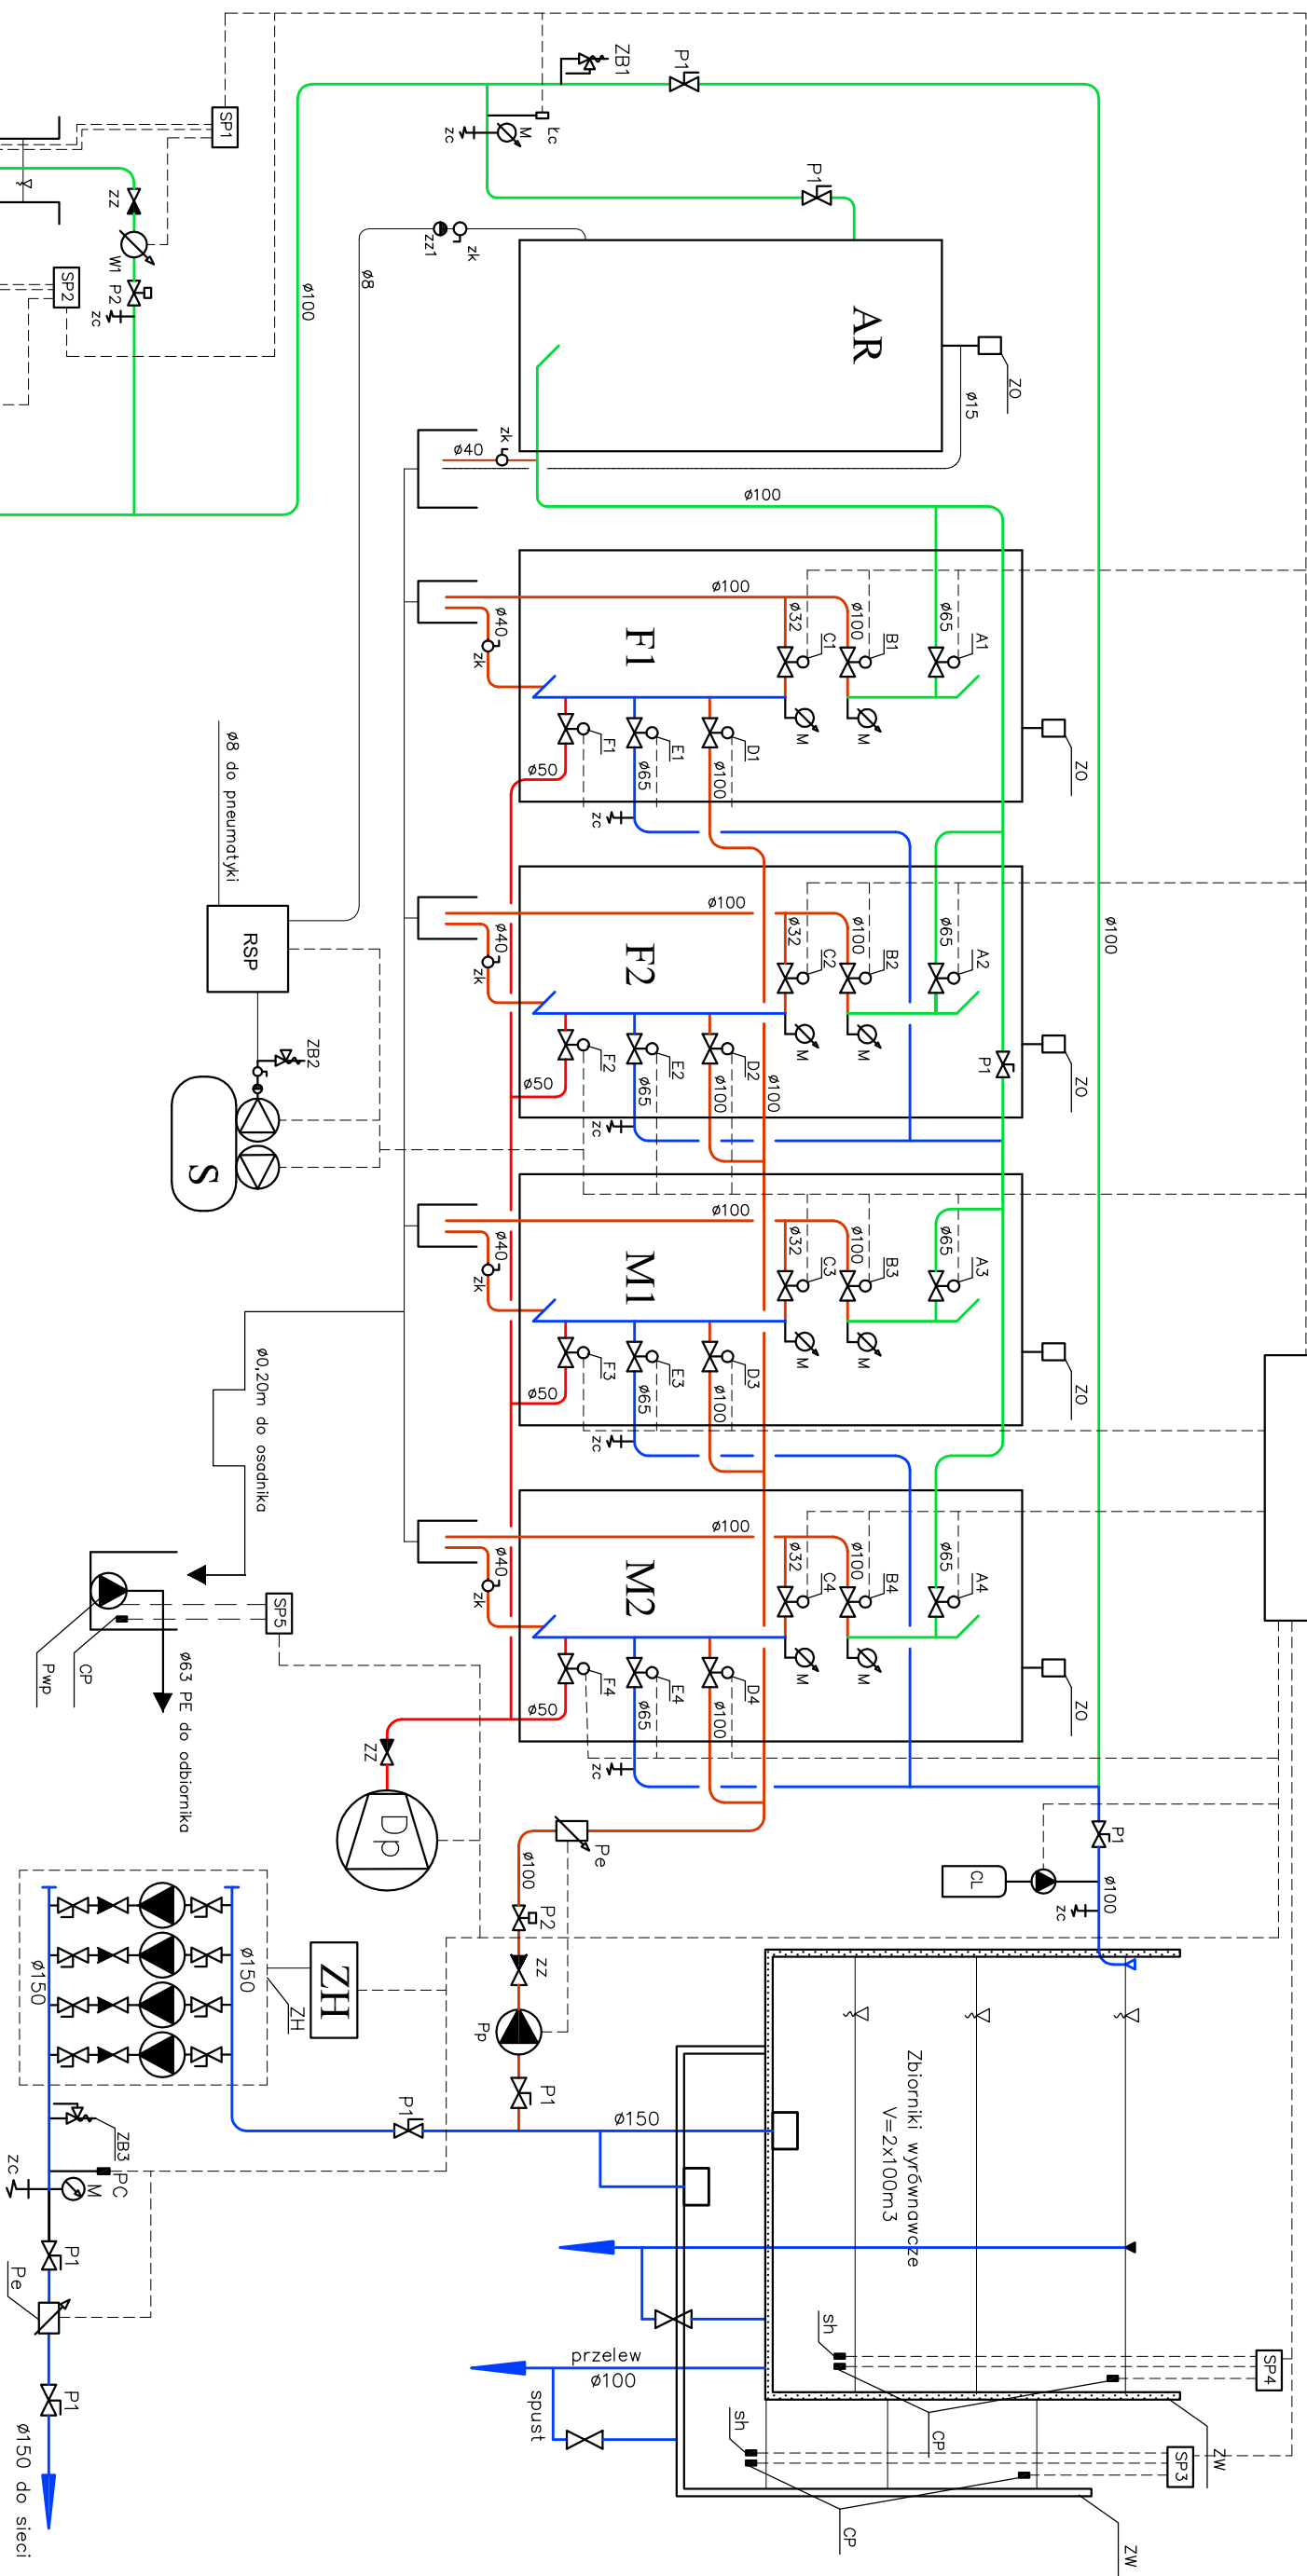 ZB1
P1
Łc
M
zc
SP1
P1
zz
W1
P2
zc
SP2
ø100
zz1
zk
ø8
AR
ZO
ø15
zk
ø40
ø100
ø100
ø32
ø100
ø65
C1
B1
A1
F1
ø40
zk
M
M
F1
E1
D1
ø50
ø65
ø100
zc
ZO
ø100
ø8 do pneumatyki
RSP
ZB2
S
ø100
ø32
ø100
ø65
C2
B2
A2
F2
ø40
zk
M
M
P1
F2
E2
D2
ø50
ø65
ø100
ø100
zc
ZO
ø100
ø32
ø100
ø65
C3
B3
A3
M1
ø40
zk
M
M
F3
E3
D3
ø50
ø65
ø100
zc
ZO
ø0,20m do osadnika
ø100
ø32
ø100
ø65
C4
B4
A4
M2
ø40
zk
M
M
F4
E4
D4
ø50
ø65
ø100
zc
ZO
SP5
CP
Pwp
ø63 PE do odbiornika
ZZ
Dp
Pe
ø100
P2
zz
Pp
P1
P1
CL
ø100
zc
ø150
ø150
ZH
ZH
ZB3
PC
M
zc
P1
Pe
P1
ø150 do sieci
P1
ø150
Zbiorniki wyrównawcze
V=2x100m3
przelew
ø100
spust
sh
CP
SP4
ZW
sh
CP
SP3
ZW